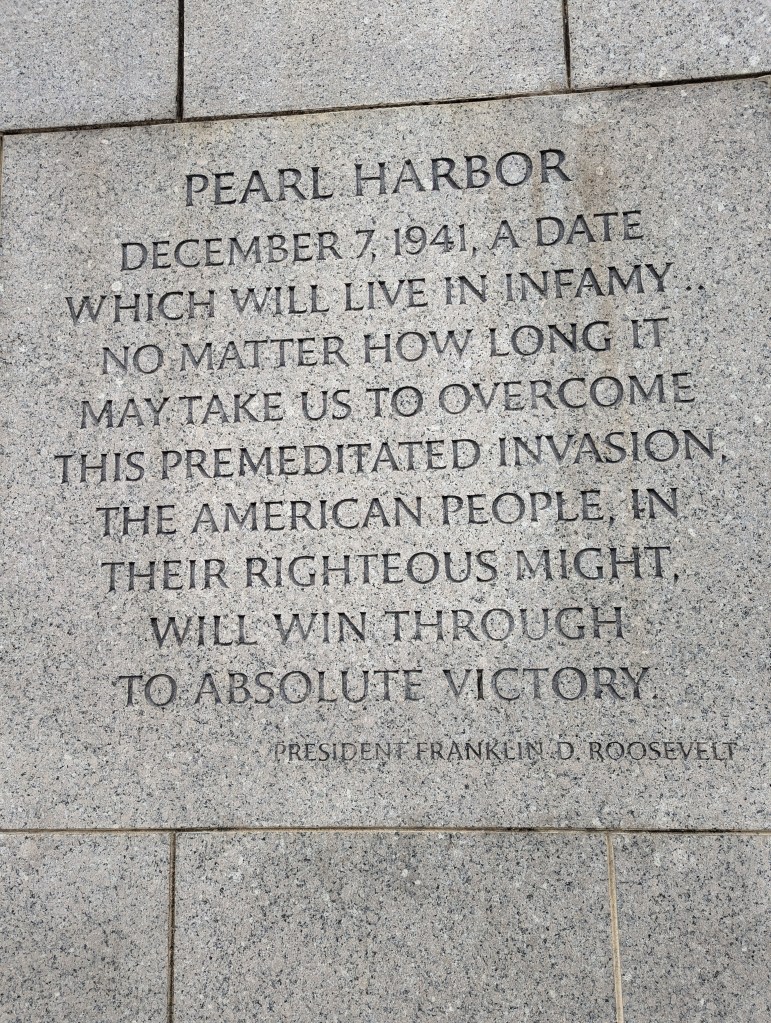 PEARL HARBOR
DECEMBER 7, 1941, A DATE
WHICH WILL LIVE IN INFAMY..
NO MATTER HOW LONG IT
MAY TAKE US TO OVERCOME
THIS PREMEDITATED INVASION,
THE AMERICAN PEOPLE, IN
THEIR RIGHTEOUS MIGHT,
WILL WIN THROUGH
TO ABSOLUTE VICTORY.
PRESIDENT FRANKLIN D. ROOSEVELT